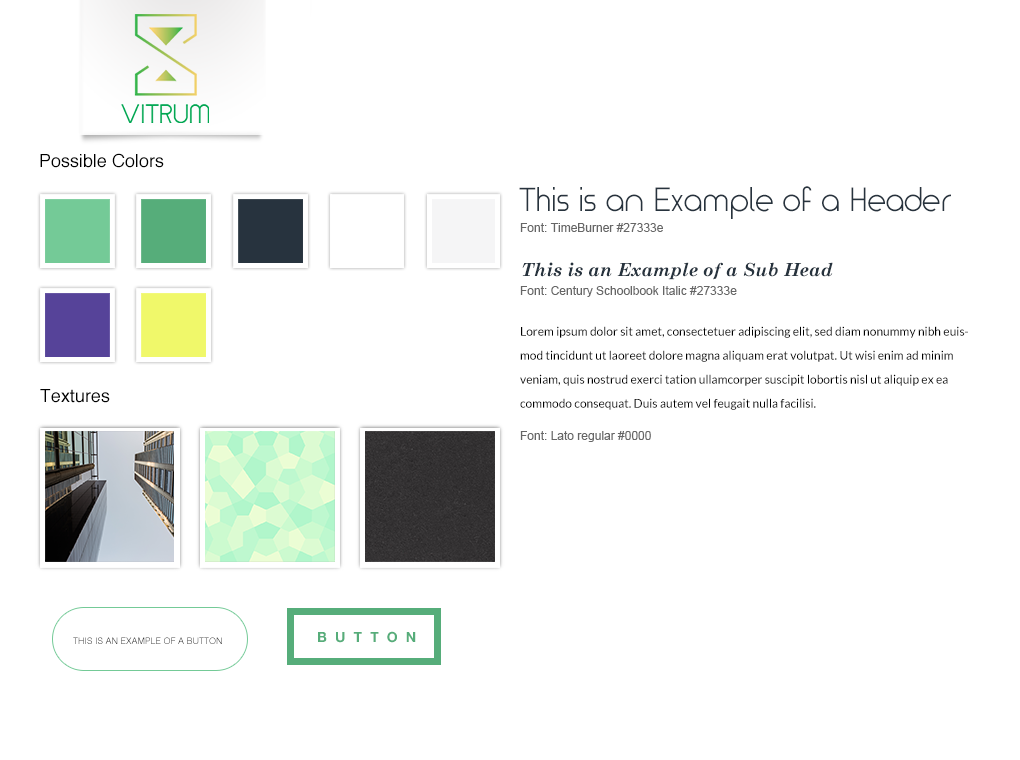 VITRUM
Possible Colors
This is an Example of a Header
Font: TimeBurner #27333e
This is an Example of a Sub Head
Font: Century Schoolbook Italic #27333e
Lorem ipsum dolor sit amet, consectetuer adipiscing elit, sed diam nonummy nibh euis-
mod tincidunt ut laoreet dolore magna aliquam erat volutpat. Ut wisi enim ad minim
veniam, quis nostrud exerci tation ullamcorper suscipit lobortis nisl ut aliquip ex ea
commodo consequat. Duis autem vel feugait nulla facilisi.
Font: Lato regular #0000
Textures
THIS IS AN EXAMPLE OF A BUTTON
BUTTON